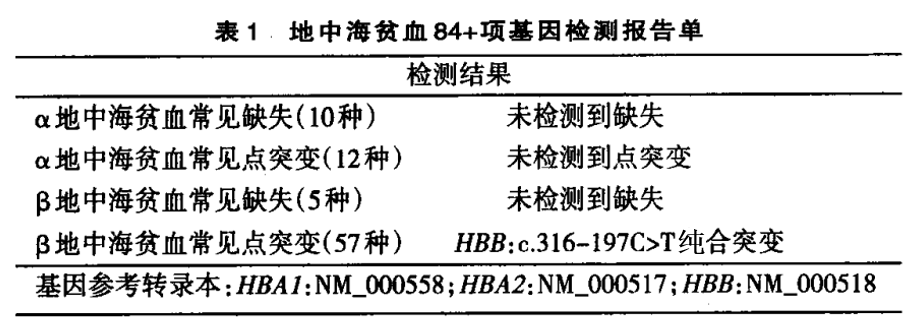 表1 地中海贫血84+项基因检测报告单
检测结果
α地中海贫血常见缺失(10种) 未检测到缺失
α地中海贫血常见点突变(12种) 未检测到点突变
β地中海贫血常见缺失(5种) 未检测到缺失
β地中海贫血常见点突变(57种) HBB:c.316-197C>T纯合突变
基因参考转录本:HBA1:NM_000558;HBA2:NM_000517;HBB:NM_000518